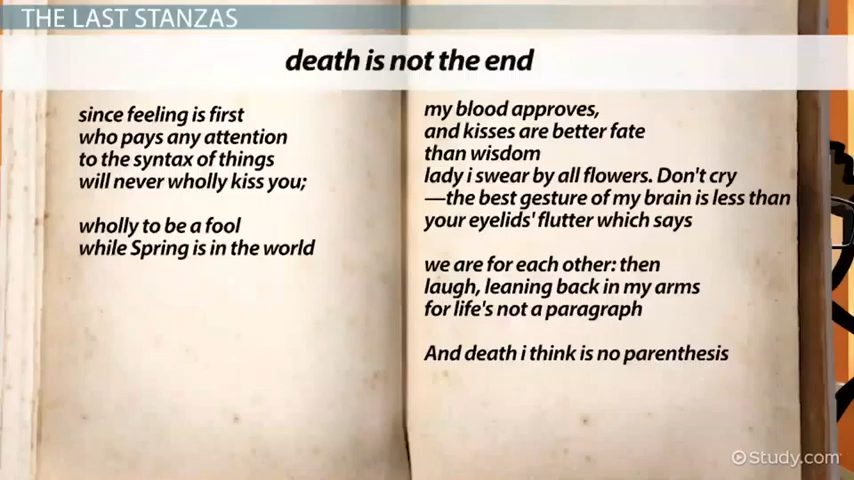 THE LAST STANZAS
death is not the end
since feeling is first
who pays any attention
to the syntax of things
will never wholly kiss you;
wholly to be a fool
while Spring is in the world
my blood approves,
and kisses are better fate
than wisdom
lady i swear by all flowers. Don't cry
—the best gesture of my brain is less than
your eyelids' flutter which says
we are for each other: then
laugh, leaning back in my arms
for life's not a paragraph
And death i think is no parenthesis
Study.com